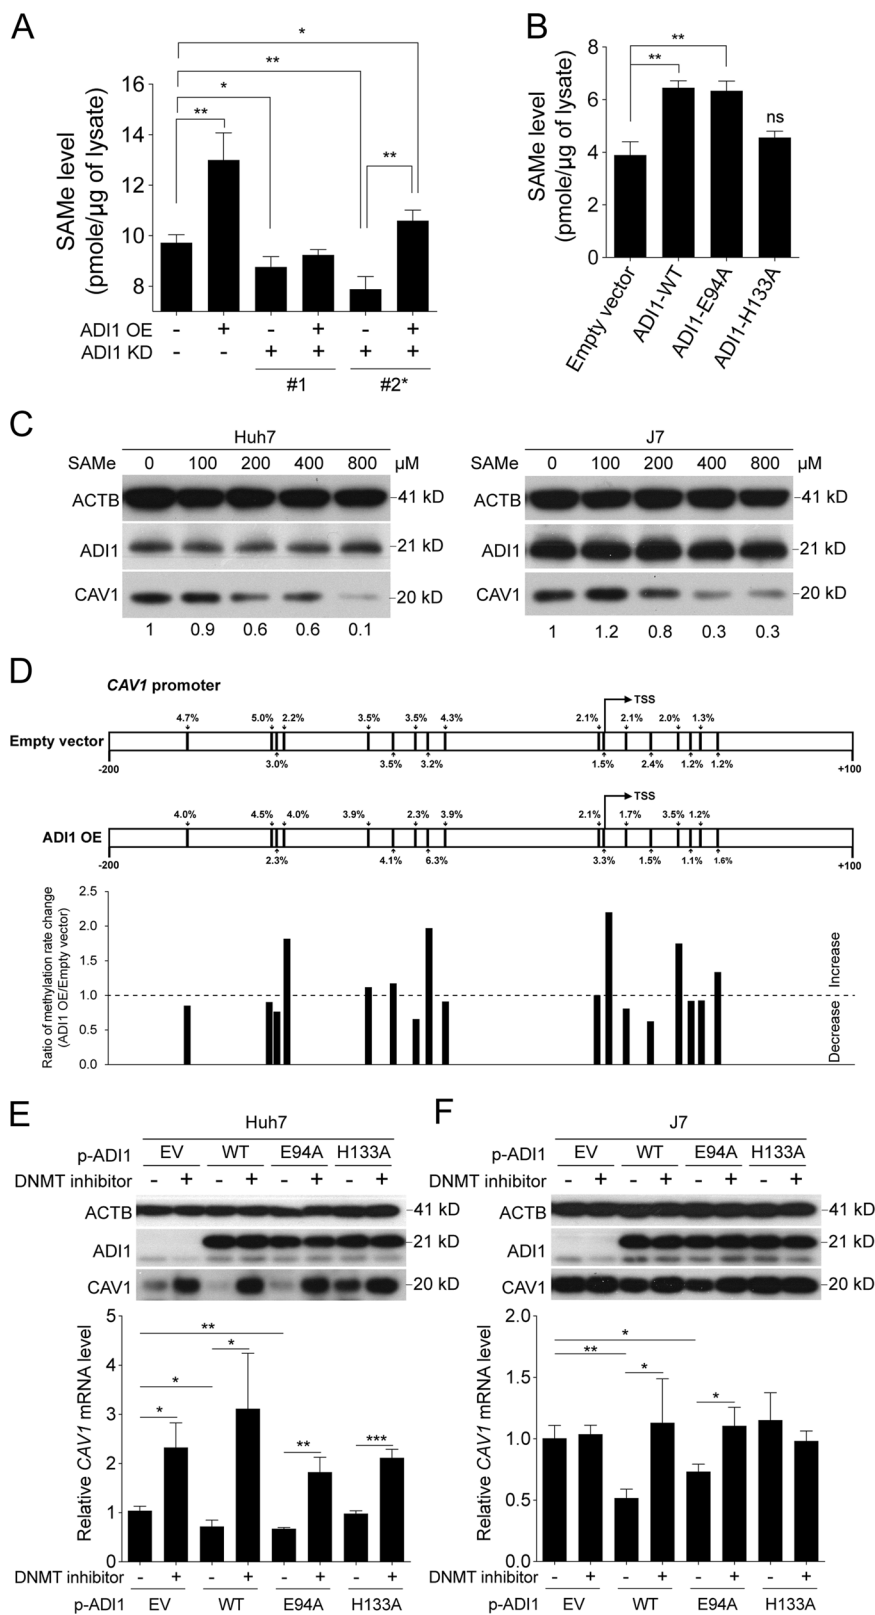 A
SAMe level
(pmole/µg of lysate)
16
14
12
10
8
*
**
*
**
**
ADI1 OE - + - + - +
ADI1 KD - - + + + +
#1 #2*
B
SAMe level
(pmole/µg of lysate)
8
6
4
2
0
**
**
ns
Empty vector
ADI1-WT
ADI1-E94A
ADI1-H133A
C
Huh7
SAMe 0 100 200 400 800 µM
ACTB 41 kD
ADI1 21 kD
CAV1 20 kD
1 0.9 0.6 0.6 0.1
J7
SAMe 0 100 200 400 800 µM
ACTB 41 kD
ADI1 21 kD
CAV1 20 kD
1 1.2 0.8 0.3 0.3
D
CAV1 promoter
TSS
4.7% 5.0% 2.2% 3.5% 3.5% 4.3% 2.1% 2.1% 2.0% 1.3%
Empty vector
3.0% 3.5% 3.2% 1.5% 2.4% 1.2% 1.2%
-200 +100
TSS
4.0% 4.5% 4.0% 3.9% 2.3% 3.9% 2.1% 1.7% 3.5% 1.2%
ADI1 OE
2.3% 4.1% 6.3% 3.3% 1.5% 1.1% 1.6%
-200 +100
Ratio of methylation rate change
(ADI1 OE/Empty vector)
2.5
2.0
1.5
1.0
0.5
0.0
Increase
Decrease
E
Huh7
p-ADI1 EV WT E94A H133A
DNMT inhibitor - + - + - + - +
ACTB 41 kD
ADI1 21 kD
CAV1 20 kD
Relative CAV1 mRNA level
5
4
3
2
1
0
**
*
*
*
**
***
DNMT inhibitor - + - + - + - +
p-ADI1 EV WT E94A H133A
F
J7
p-ADI1 EV WT E94A H133A
DNMT inhibitor - + - + - + - +
ACTB 41 kD
ADI1 21 kD
CAV1 20 kD
Relative CAV1 mRNA level
2.0
1.5
1.0
0.5
0.0
*
**
*
*
DNMT inhibitor - + - + - + - +
p-ADI1 EV WT E94A H133A